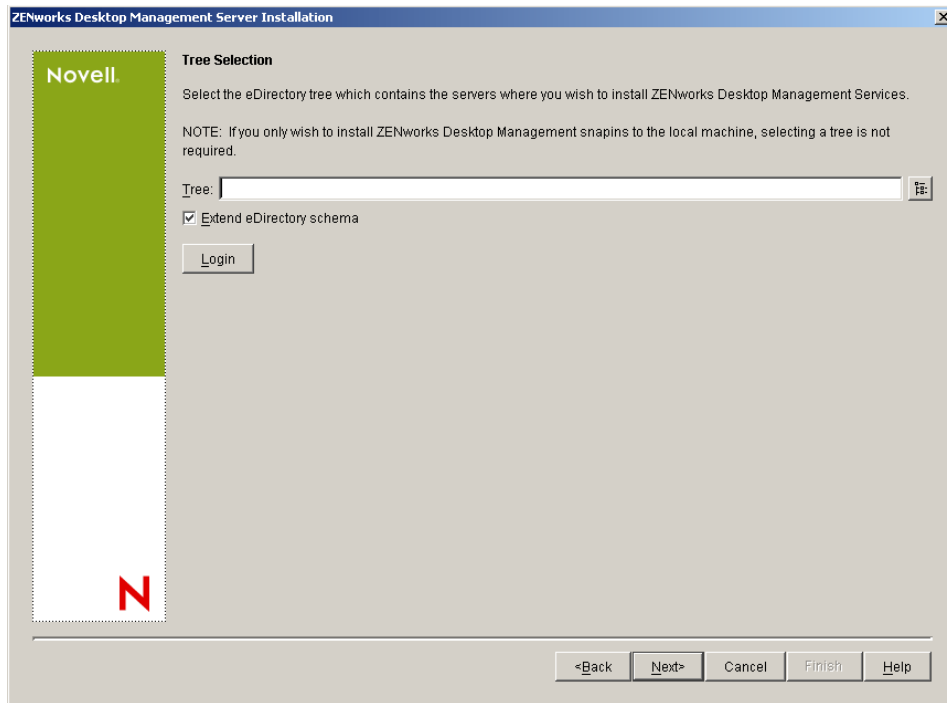 ZENworks Desktop Management Server Installation
Novell.
Tree Selection
Select the eDirectory tree which contains the servers where you wish to install ZENworks Desktop Management Services.
NOTE: If you only wish to install ZENworks Desktop Management snapins to the local machine, selecting a tree is not
required.
Tree:
Extend eDirectory schema
Login
N
<Back Next> Cancel Finish Help